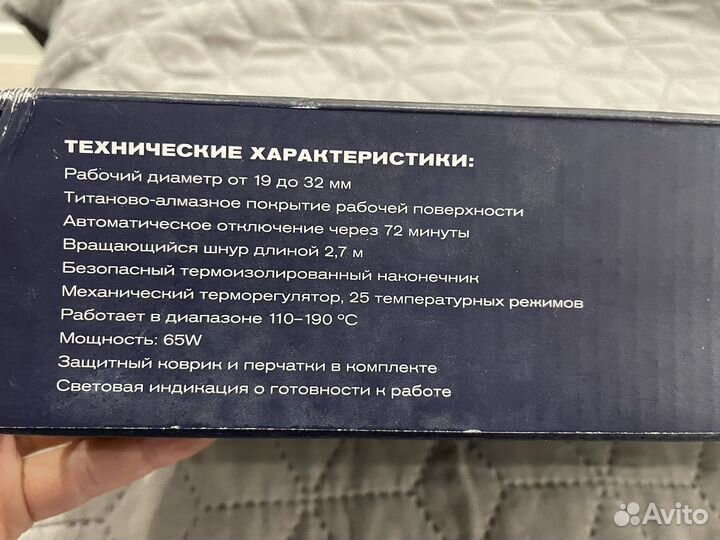 ТЕХНИЧЕСКИЕ ХАРАКТЕРИСТИКИ:
Рабочий диаметр от 19 до 32 мм
Титаново-алмазное покрытие рабочей поверхности
Автоматическое отключение через 72 минуты
Вращающийся шнур длиной 2,7 м
Безопасный термоизолированный наконечник
Механический терморегулятор, 25 температурных режимов
Работает в диапазоне 110–190 °C
Мощность: 65W
Защитный коврик и перчатки в комплекте
Световая индикация о готовности к работе
Avito